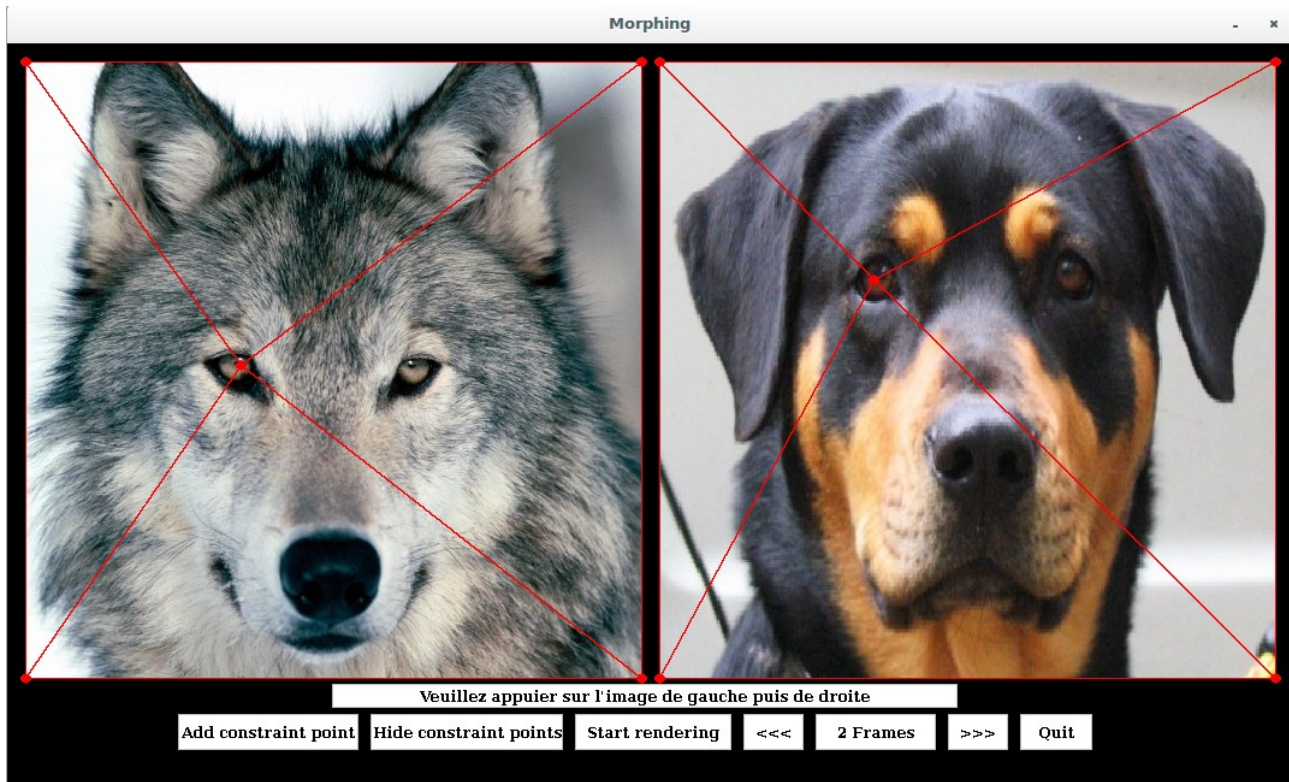 Morphing
Veuillez appuier sur l'image de gauche puis de droite
Add constraint point Hide constraint points Start rendering <<< 2 Frames >>> Quit